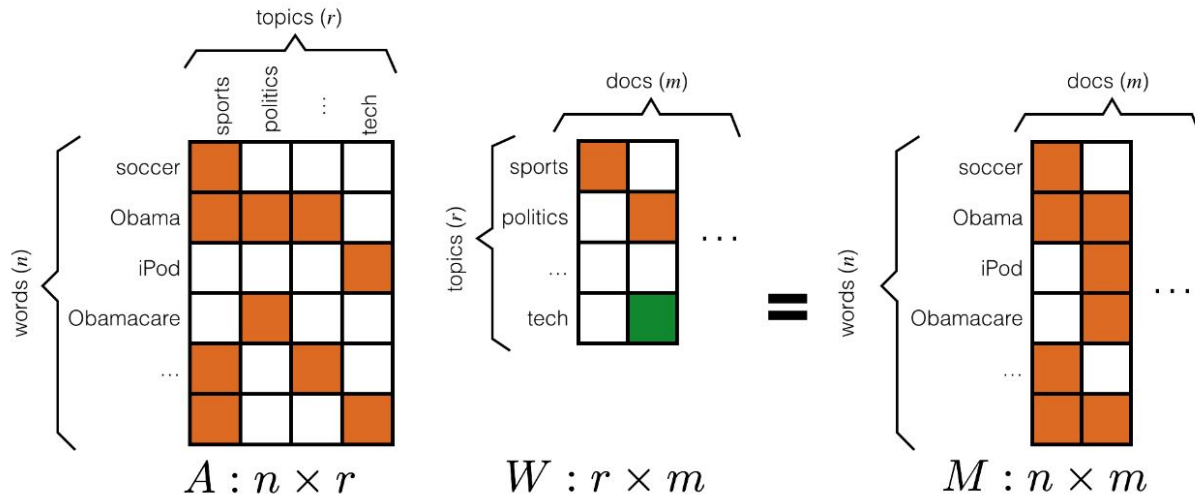 topics (r)
sports
politics
...
tech
words (n)
soccer
Obama
iPod
Obamacare
...
A : n × r
docs (m)
topics (r)
sports
politics
...
tech
...
W : r × m
=
docs (m)
words (n)
soccer
Obama
iPod
Obamacare
...
...
M : n × m